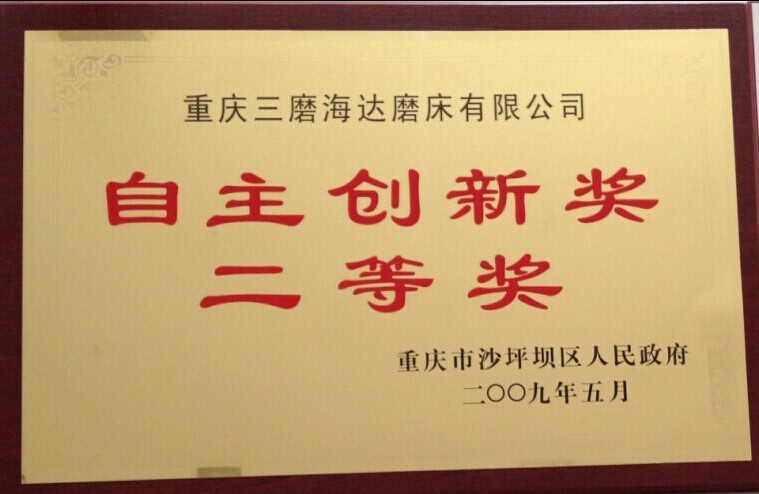 重庆三磨海达磨床有限公司
自主创新奖
二等奖
重庆市沙坪坝区人民政府
二〇〇九年五月